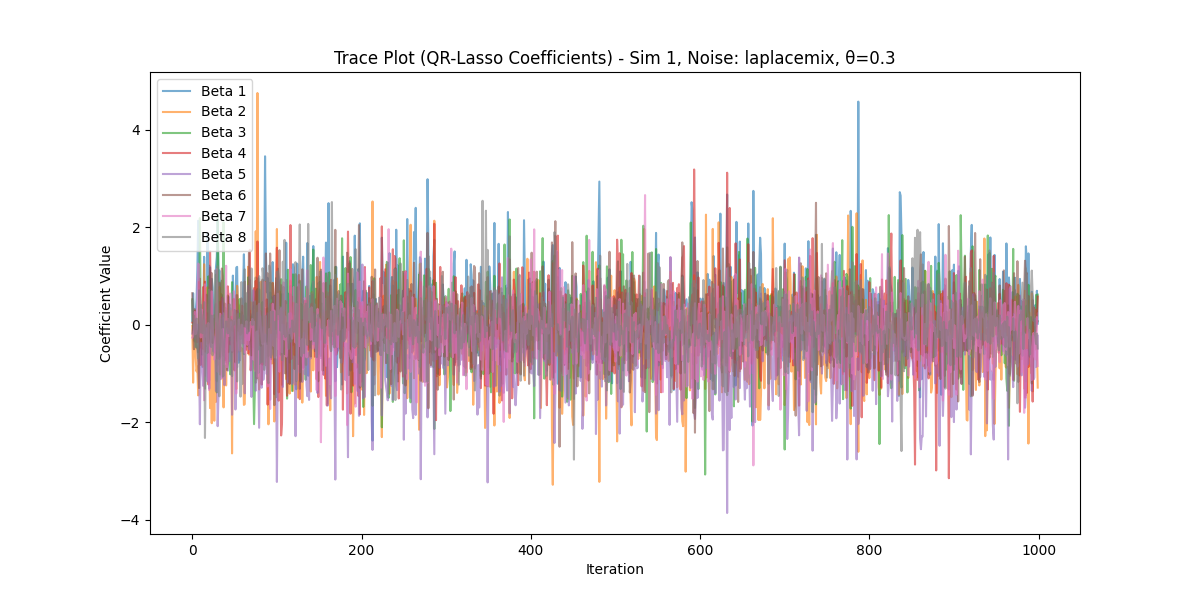 Trace Plot (QR-Lasso Coefficients) - Sim 1, Noise: laplacemix, θ=0.3
Beta 1
Beta 2
Beta 3
Beta 4
Beta 5
Beta 6
Beta 7
Beta 8
Coefficient Value
4
2
0
−2
−4
0 200 400 600 800 1000
Iteration